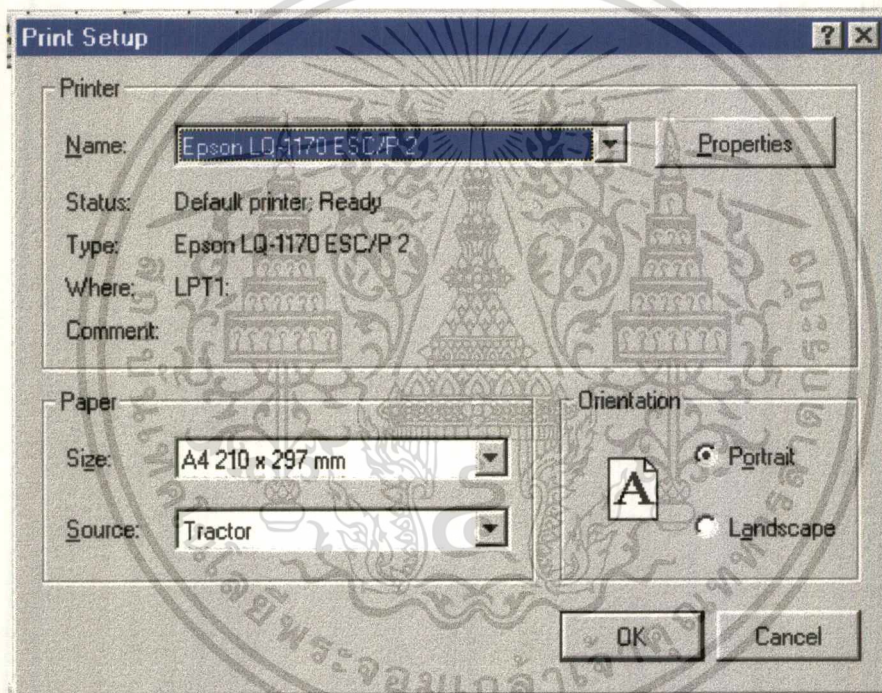 Print Setup
Printer
Name: Epson LQ-1170 ESC/P 2 Properties
Status: Default printer; Ready
Type: Epson LQ-1170 ESC/P 2
Where: LPT1:
Comment:
Paper
Size: A4 210 x 297 mm
Source: Tractor
Orientation
A
Portrait
Landscape
OK Cancel